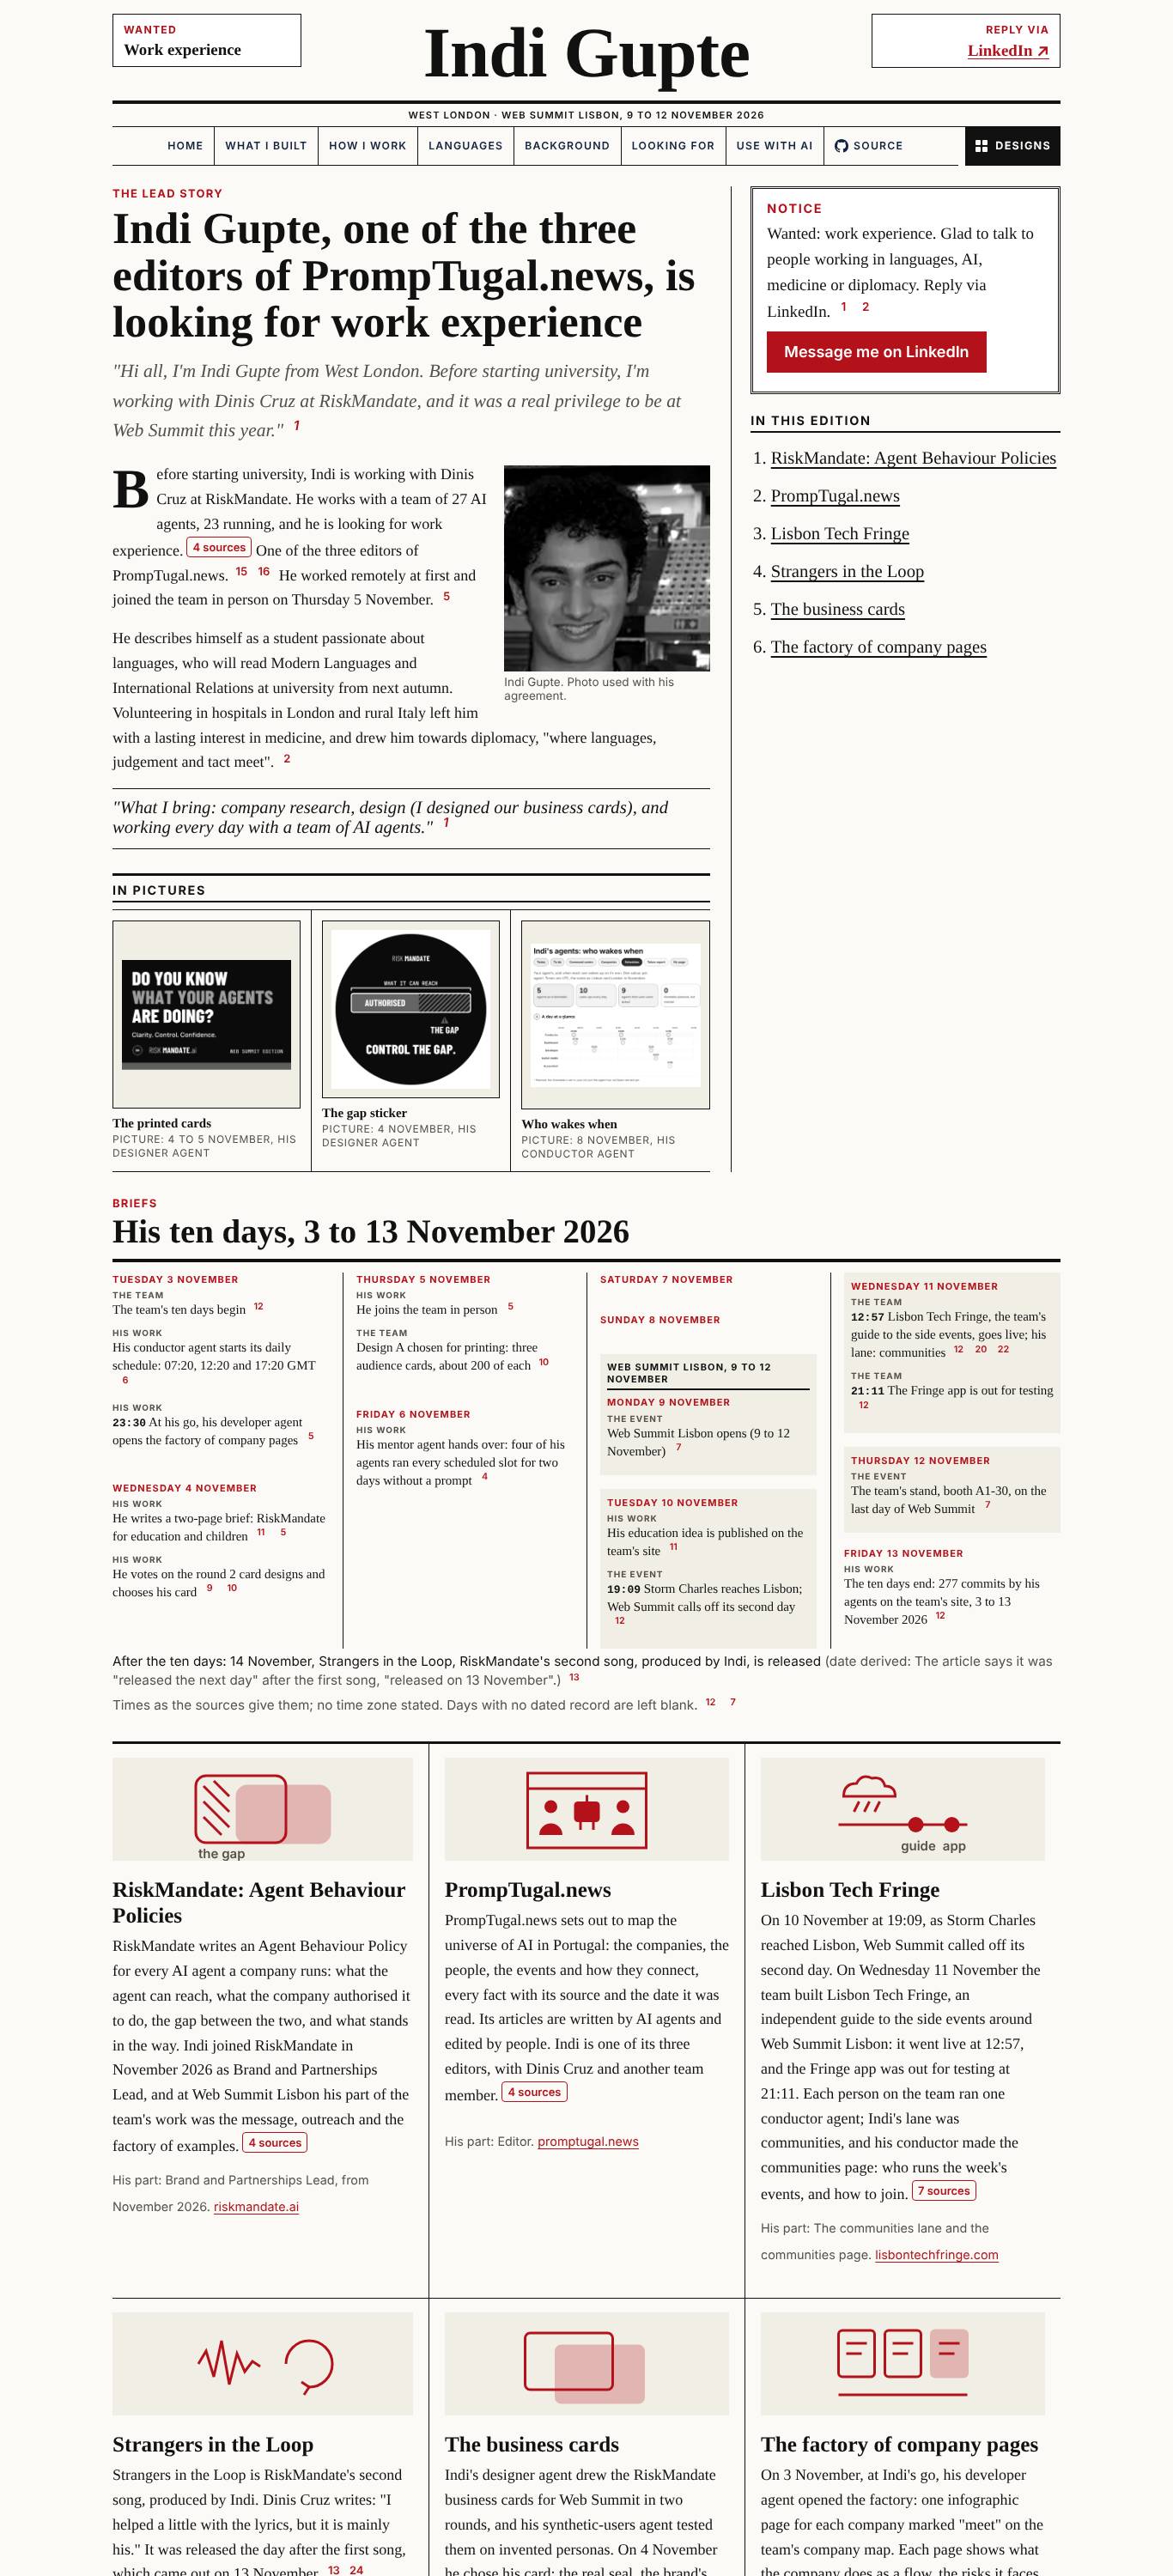 WANTED
Work experience
Indi Gupte
REPLY VIA
LinkedIn ↗
WEST LONDON · WEB SUMMIT LISBON, 9 TO 12 NOVEMBER 2026
HOME WHAT I BUILT HOW I WORK LANGUAGES BACKGROUND LOOKING FOR USE WITH AI SOURCE DESIGNS
THE LEAD STORY
Indi Gupte, one of the three
editors of PrompTugal.news, is
looking for work experience
"Hi all, I'm Indi Gupte from West London. Before starting university, I'm
working with Dinis Cruz at RiskMandate, and it was a real privilege to be at
Web Summit this year." 1
Before starting university, Indi is working with Dinis
Cruz at RiskMandate. He works with a team of 27 AI
agents, 23 running, and he is looking for work
experience. 4 sources One of the three editors of
PrompTugal.news. 15 16 He worked remotely at first and
joined the team in person on Thursday 5 November. 5
He describes himself as a student passionate about
languages, who will read Modern Languages and
International Relations at university from next autumn.
Volunteering in hospitals in London and rural Italy left him
with a lasting interest in medicine, and drew him towards diplomacy, "where languages,
judgement and tact meet". 2
Indi Gupte. Photo used with his
agreement.
"What I bring: company research, design (I designed our business cards), and
working every day with a team of AI agents." 1
NOTICE
Wanted: work experience. Glad to talk to
people working in languages, AI,
medicine or diplomacy. Reply via
LinkedIn. 1 2
Message me on LinkedIn
IN THIS EDITION
1. RiskMandate: Agent Behaviour Policies
2. PrompTugal.news
3. Lisbon Tech Fringe
4. Strangers in the Loop
5. The business cards
6. The factory of company pages
IN PICTURES
DO YOU KNOW
WHAT YOUR AGENTS
ARE DOING?
Clarity. Control. Confidence.
RISK MANDATE.ai WEB SUMMIT EDITION
The printed cards
PICTURE: 4 TO 5 NOVEMBER, HIS
DESIGNER AGENT
RISK MANDATE
WHAT IT CAN REACH
AUTHORISED
THE GAP
CONTROL THE GAP.
The gap sticker
PICTURE: 4 NOVEMBER, HIS
DESIGNER AGENT
Indi's agents: who wakes when
5 10 9 0
A day at a glance
Who wakes when
PICTURE: 8 NOVEMBER, HIS
CONDUCTOR AGENT
BRIEFS
His ten days, 3 to 13 November 2026
TUESDAY 3 NOVEMBER
THE TEAM
The team's ten days begin 12
HIS WORK
His conductor agent starts its daily
schedule: 07:20, 12:20 and 17:20 GMT
6
HIS WORK
23:30 At his go, his developer agent
opens the factory of company pages 5
WEDNESDAY 4 NOVEMBER
HIS WORK
He writes a two-page brief: RiskMandate
for education and children 11 5
HIS WORK
He votes on the round 2 card designs and
chooses his card 9 10
THURSDAY 5 NOVEMBER
HIS WORK
He joins the team in person 5
THE TEAM
Design A chosen for printing: three
audience cards, about 200 of each 10
FRIDAY 6 NOVEMBER
HIS WORK
His mentor agent hands over: four of his
agents ran every scheduled slot for two
days without a prompt 4
SATURDAY 7 NOVEMBER
SUNDAY 8 NOVEMBER
WEB SUMMIT LISBON, 9 TO 12
NOVEMBER
MONDAY 9 NOVEMBER
THE EVENT
Web Summit Lisbon opens (9 to 12
November) 7
TUESDAY 10 NOVEMBER
HIS WORK
His education idea is published on the
team's site 11
THE EVENT
19:09 Storm Charles reaches Lisbon;
Web Summit calls off its second day
12
WEDNESDAY 11 NOVEMBER
THE TEAM
12:57 Lisbon Tech Fringe, the team's
guide to the side events, goes live; his
lane: communities 12 20 22
THE TEAM
21:11 The Fringe app is out for testing
12
THURSDAY 12 NOVEMBER
THE EVENT
The team's stand, booth A1-30, on the
last day of Web Summit 7
FRIDAY 13 NOVEMBER
HIS WORK
The ten days end: 277 commits by his
agents on the team's site, 3 to 13
November 2026 12
After the ten days: 14 November, Strangers in the Loop, RiskMandate's second song, produced by Indi, is released (date derived: The article says it was
"released the next day" after the first song, "released on 13 November".) 13
Times as the sources give them; no time zone stated. Days with no dated record are left blank. 12 7
the gap
RiskMandate: Agent Behaviour
Policies
RiskMandate writes an Agent Behaviour Policy
for every AI agent a company runs: what the
agent can reach, what the company authorised it
to do, the gap between the two, and what stands
in the way. Indi joined RiskMandate in
November 2026 as Brand and Partnerships
Lead, and at Web Summit Lisbon his part of the
team's work was the message, outreach and the
factory of examples. 4 sources
His part: Brand and Partnerships Lead, from
November 2026. riskmandate.ai
PrompTugal.news
PrompTugal.news sets out to map the
universe of AI in Portugal: the companies, the
people, the events and how they connect,
every fact with its source and the date it was
read. Its articles are written by AI agents and
edited by people. Indi is one of its three
editors, with Dinis Cruz and another team
member. 4 sources
His part: Editor. promptugal.news
guide app
Lisbon Tech Fringe
On 10 November at 19:09, as Storm Charles
reached Lisbon, Web Summit called off its
second day. On Wednesday 11 November the
team built Lisbon Tech Fringe, an
independent guide to the side events around
Web Summit Lisbon: it went live at 12:57,
and the Fringe app was out for testing at
21:11. Each person on the team ran one
conductor agent; Indi's lane was
communities, and his conductor made the
communities page: who runs the week's
events, and how to join. 7 sources
His part: The communities lane and the
communities page. lisbontechfringe.com
Strangers in the Loop
Strangers in the Loop is RiskMandate's second
song, produced by Indi. Dinis Cruz writes: "I
helped a little with the lyrics, but it is mainly
his." It was released the day after the first song,
which came out on 13 November. 13 24
The business cards
Indi's designer agent drew the RiskMandate
business cards for Web Summit in two
rounds, and his synthetic-users agent tested
them on invented personas. On 4 November
he chose his card: the real seal, the brand's
The factory of company pages
On 3 November, at Indi's go, his developer
agent opened the factory: one infographic
page for each company marked "meet" on the
team's company map. Each page shows what
the company does as a flow, the risks it faces